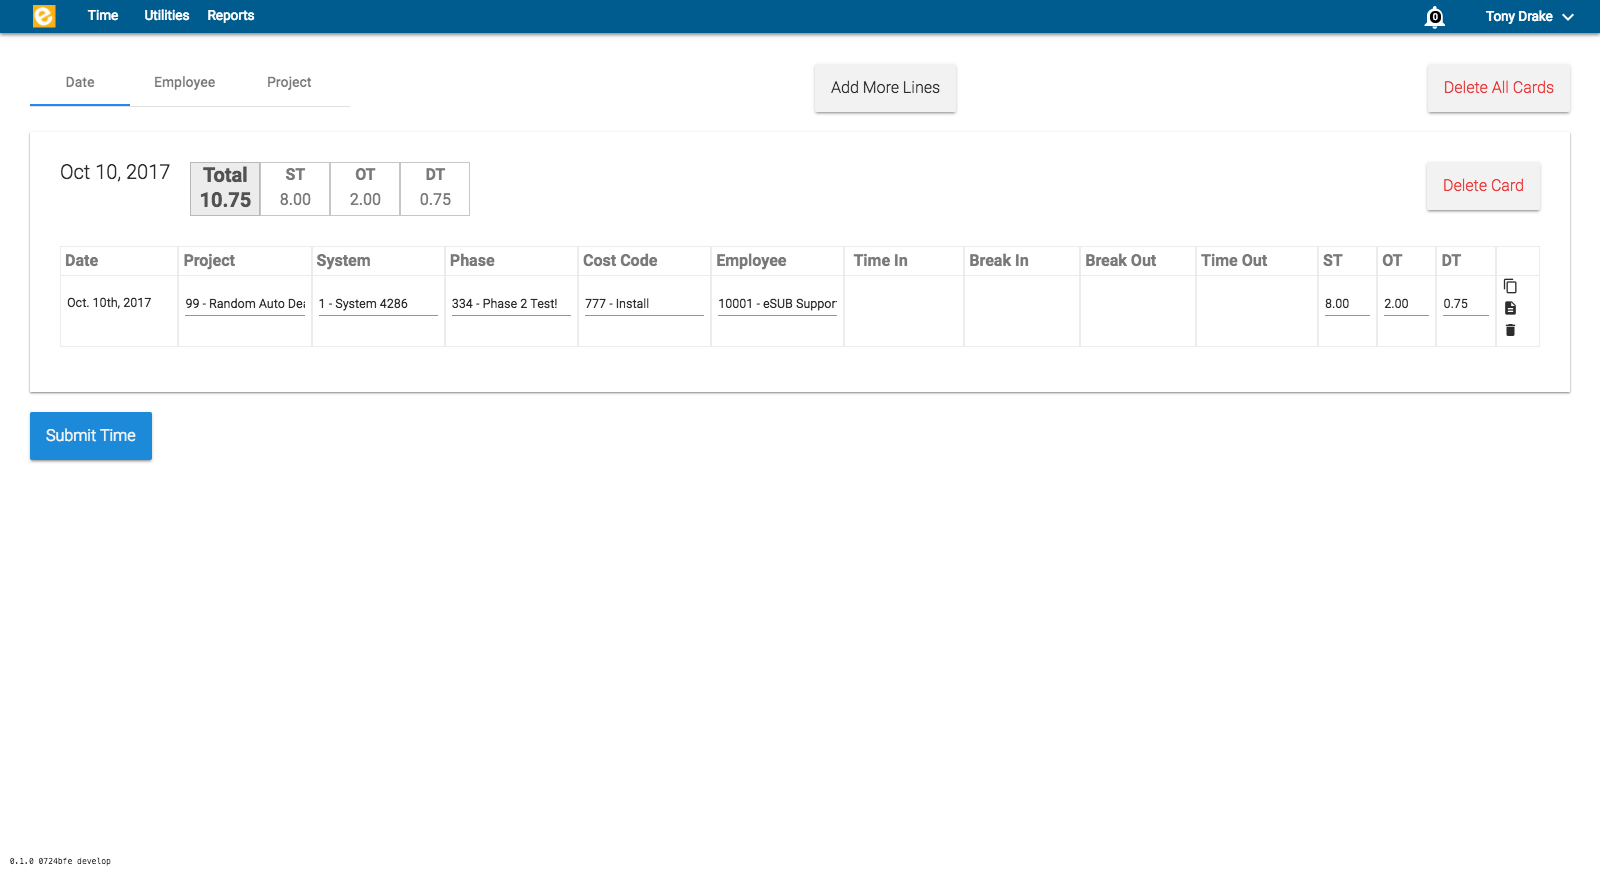 Time Utilities Reports 0 Tony Drake
Date Employee Project Add More Lines Delete All Cards
Oct 10, 2017
Total ST OT DT
10.75 8.00 2.00 0.75
Delete Card
Date Project System Phase Cost Code Employee Time In Break In Break Out Time Out ST OT DT
Oct. 10th, 2017 99 - Random Auto Dea 1 - System 4286 334 - Phase 2 Test! 777 - Install 10001 - eSUB Suppor 8.00 2.00 0.75
Submit Time
0.1.0 0724bfe develop